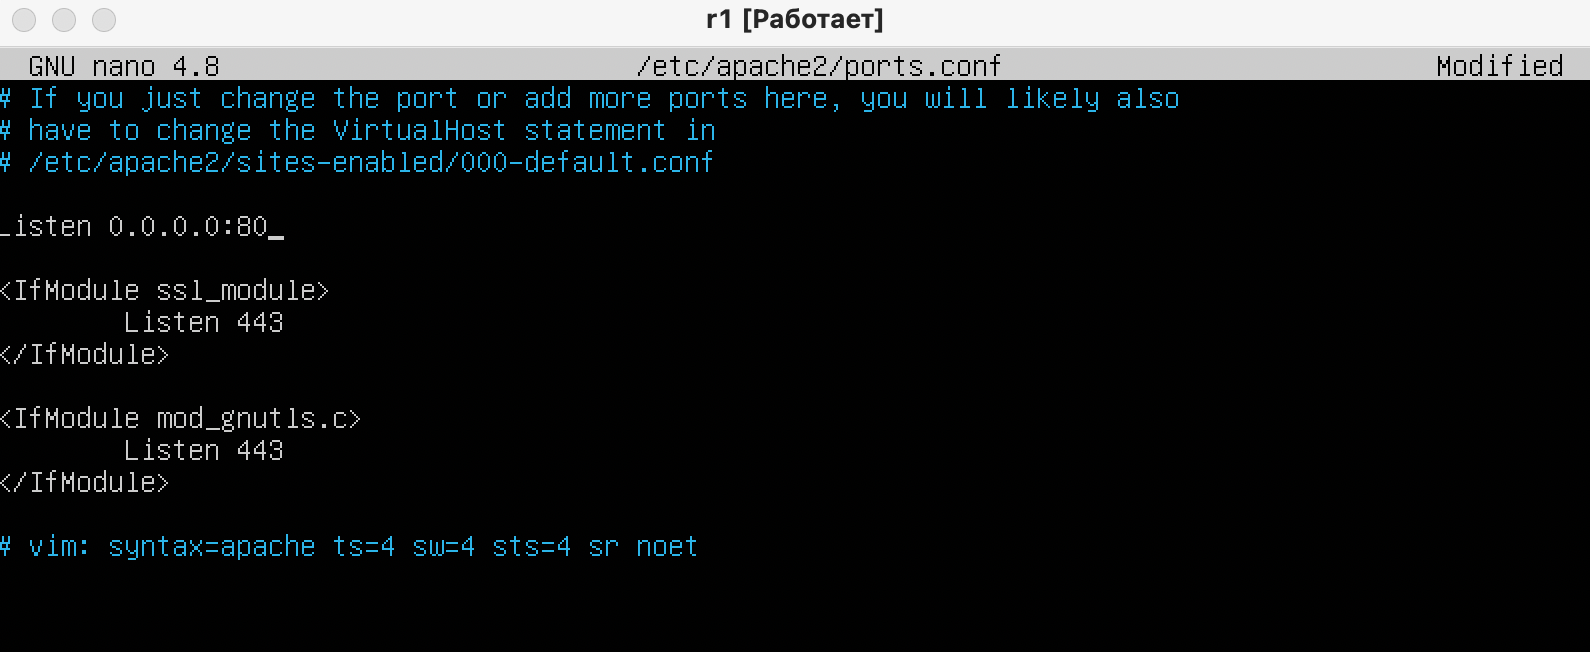 r1 [Работает]
GNU nano 4.8 /etc/apache2/ports.conf Modified
# If you just change the port or add more ports here, you will likely also
# have to change the VirtualHost statement in
# /etc/apache2/sites-enabled/000-default.conf
Listen 0.0.0.0:80_
<IfModule ssl_module>
Listen 443
</IfModule>
<IfModule mod_gnutls.c>
Listen 443
</IfModule>
# vim: syntax=apache ts=4 sw=4 sts=4 sr noet